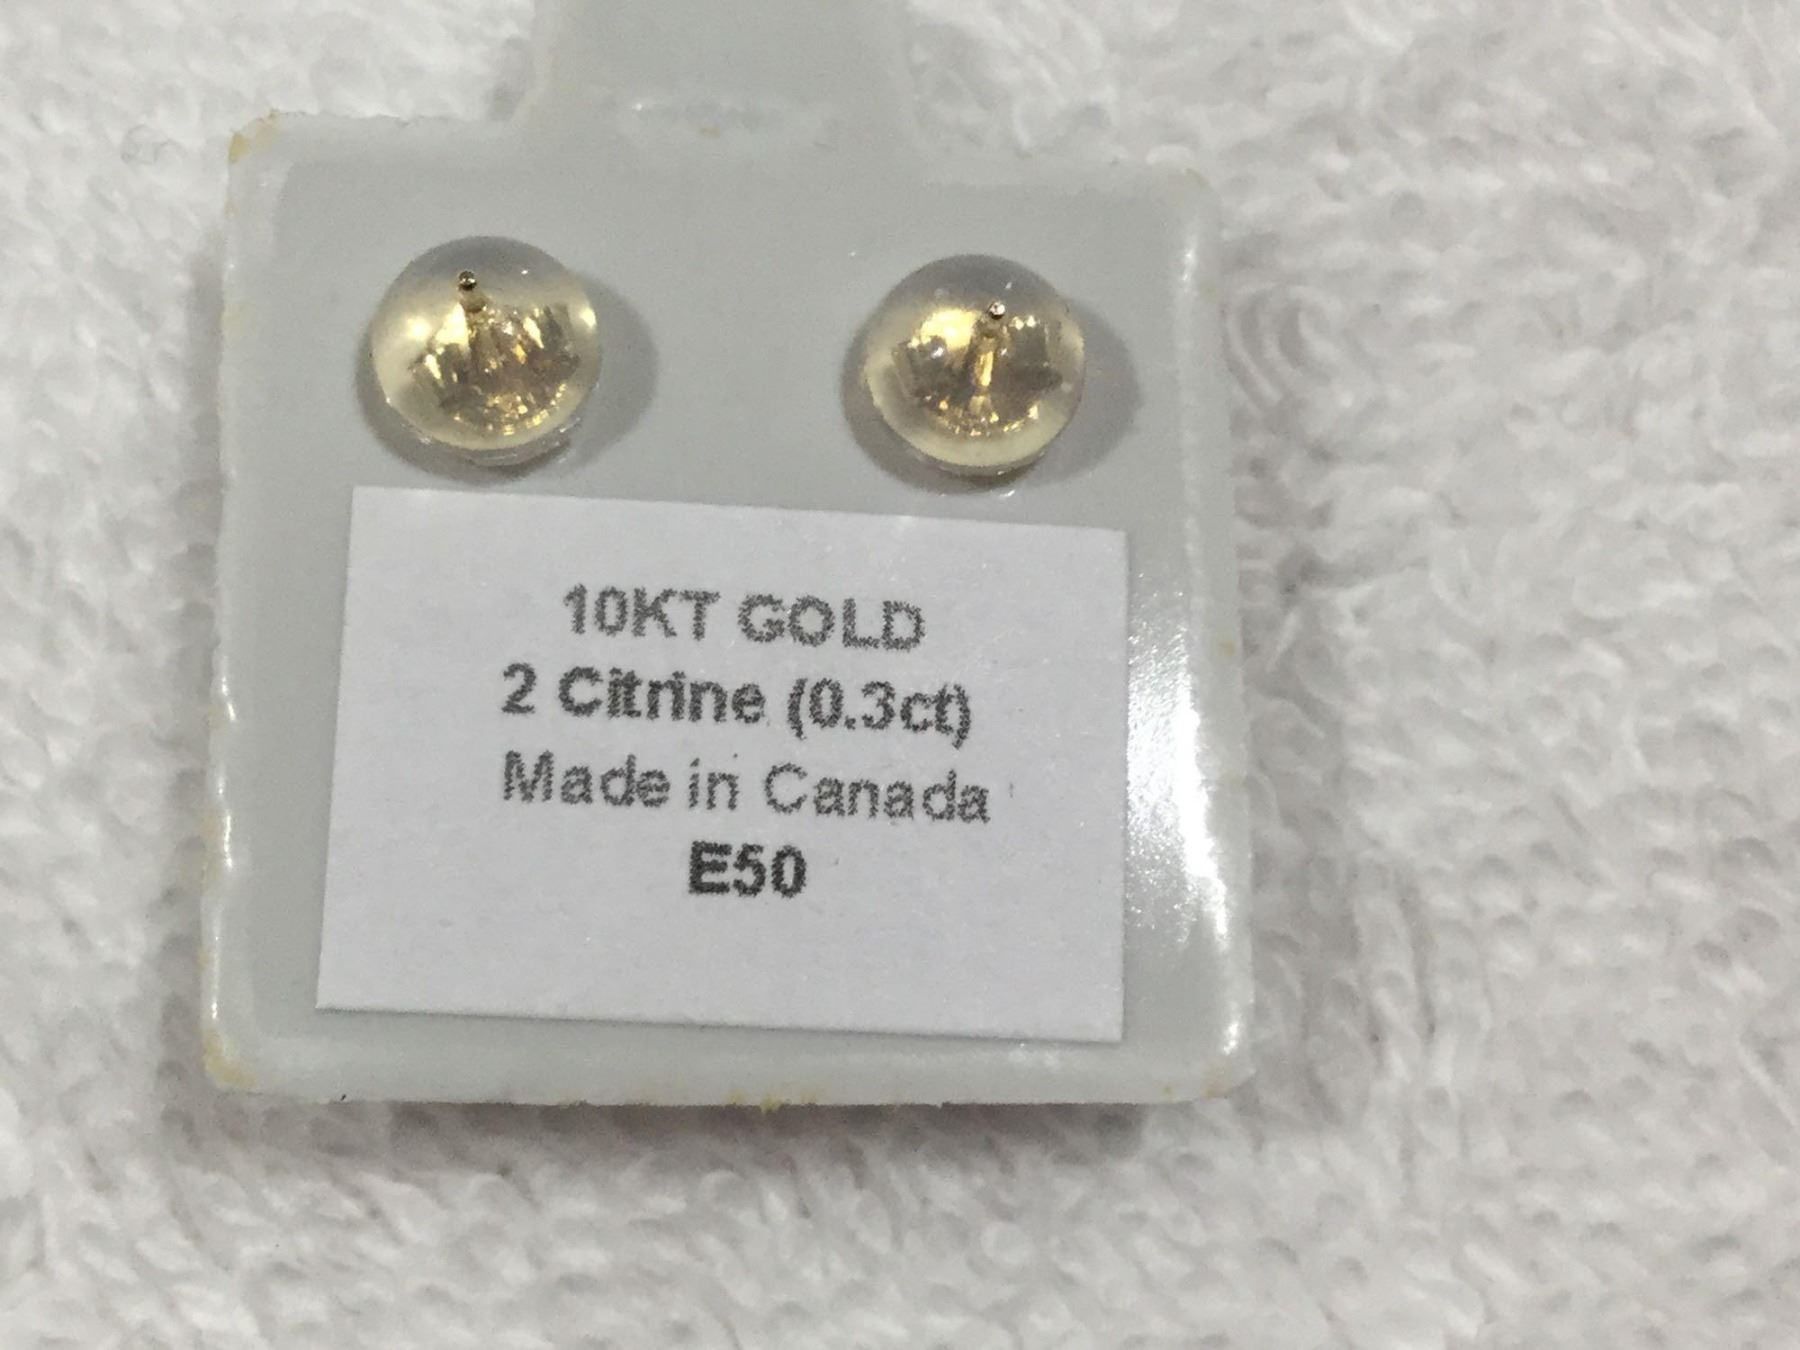 10KT GOLD
2 Citrine (0.3ct)
Made in Canada
E50